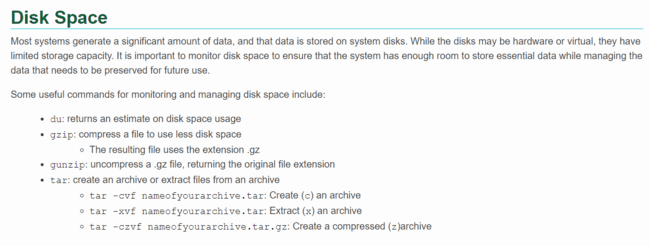 Disk Space
Most systems generate a significant amount of data, and that data is stored on system disks. While the disks may be hardware or virtual, they have
limited storage capacity. It is important to monitor disk space to ensure that the system has enough room to store essential data while managing the
data that needs to be preserved for future use.
Some useful commands for monitoring and managing disk space include:
• du: returns an estimate on disk space usage
• gzip: compress a file to use less disk space
◦ The resulting file uses the extension .gz
• gunzip: uncompress a .gz file, returning the original file extension
• tar: create an archive or extract files from an archive
◦ tar -cvf nameofyourarchive.tar: Create (c) an archive
◦ tar -xvf nameofyourarchive.tar: Extract (x) an archive
◦ tar -czvf nameofyourarchive.tar.gz: Create a compressed (z)archive